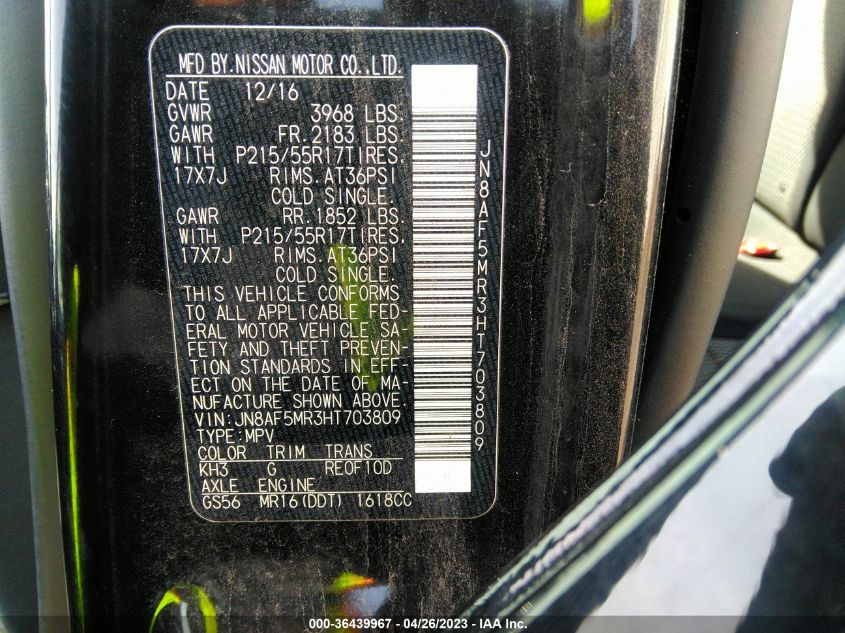 MFD BY.NISSAN MOTOR CO.,LTD.
DATE 12/16
GVWR 3968 LBS.
GAWR FR.2183 LBS.
WITH P215/55R17TIRES.
17X7J RIMS.AT36PSI
COLD SINGLE.
GAWR RR.1852 LBS.
WITH P215/55R17TIRES.
17X7J RIMS.AT36PSI
COLD SINGLE.
THIS VEHICLE CONFORMS
TO ALL APPLICABLE FED-
ERAL MOTOR VEHICLE SA-
FETY AND THEFT PREVEN-
TION STANDARDS IN EFF-
ECT ON THE DATE OF MA-
NUFACTURE SHOWN ABOVE.
VIN:JN8AF5MR3HT703809
TYPE:MPV
COLOR TRIM TRANS
KH3 G RE0F10D
AXLE ENGINE
GS56 MR16(DDT) 1618CC
JN8AF5MR3HT703809
000-36439967 - 04/26/2023 - IAA Inc.